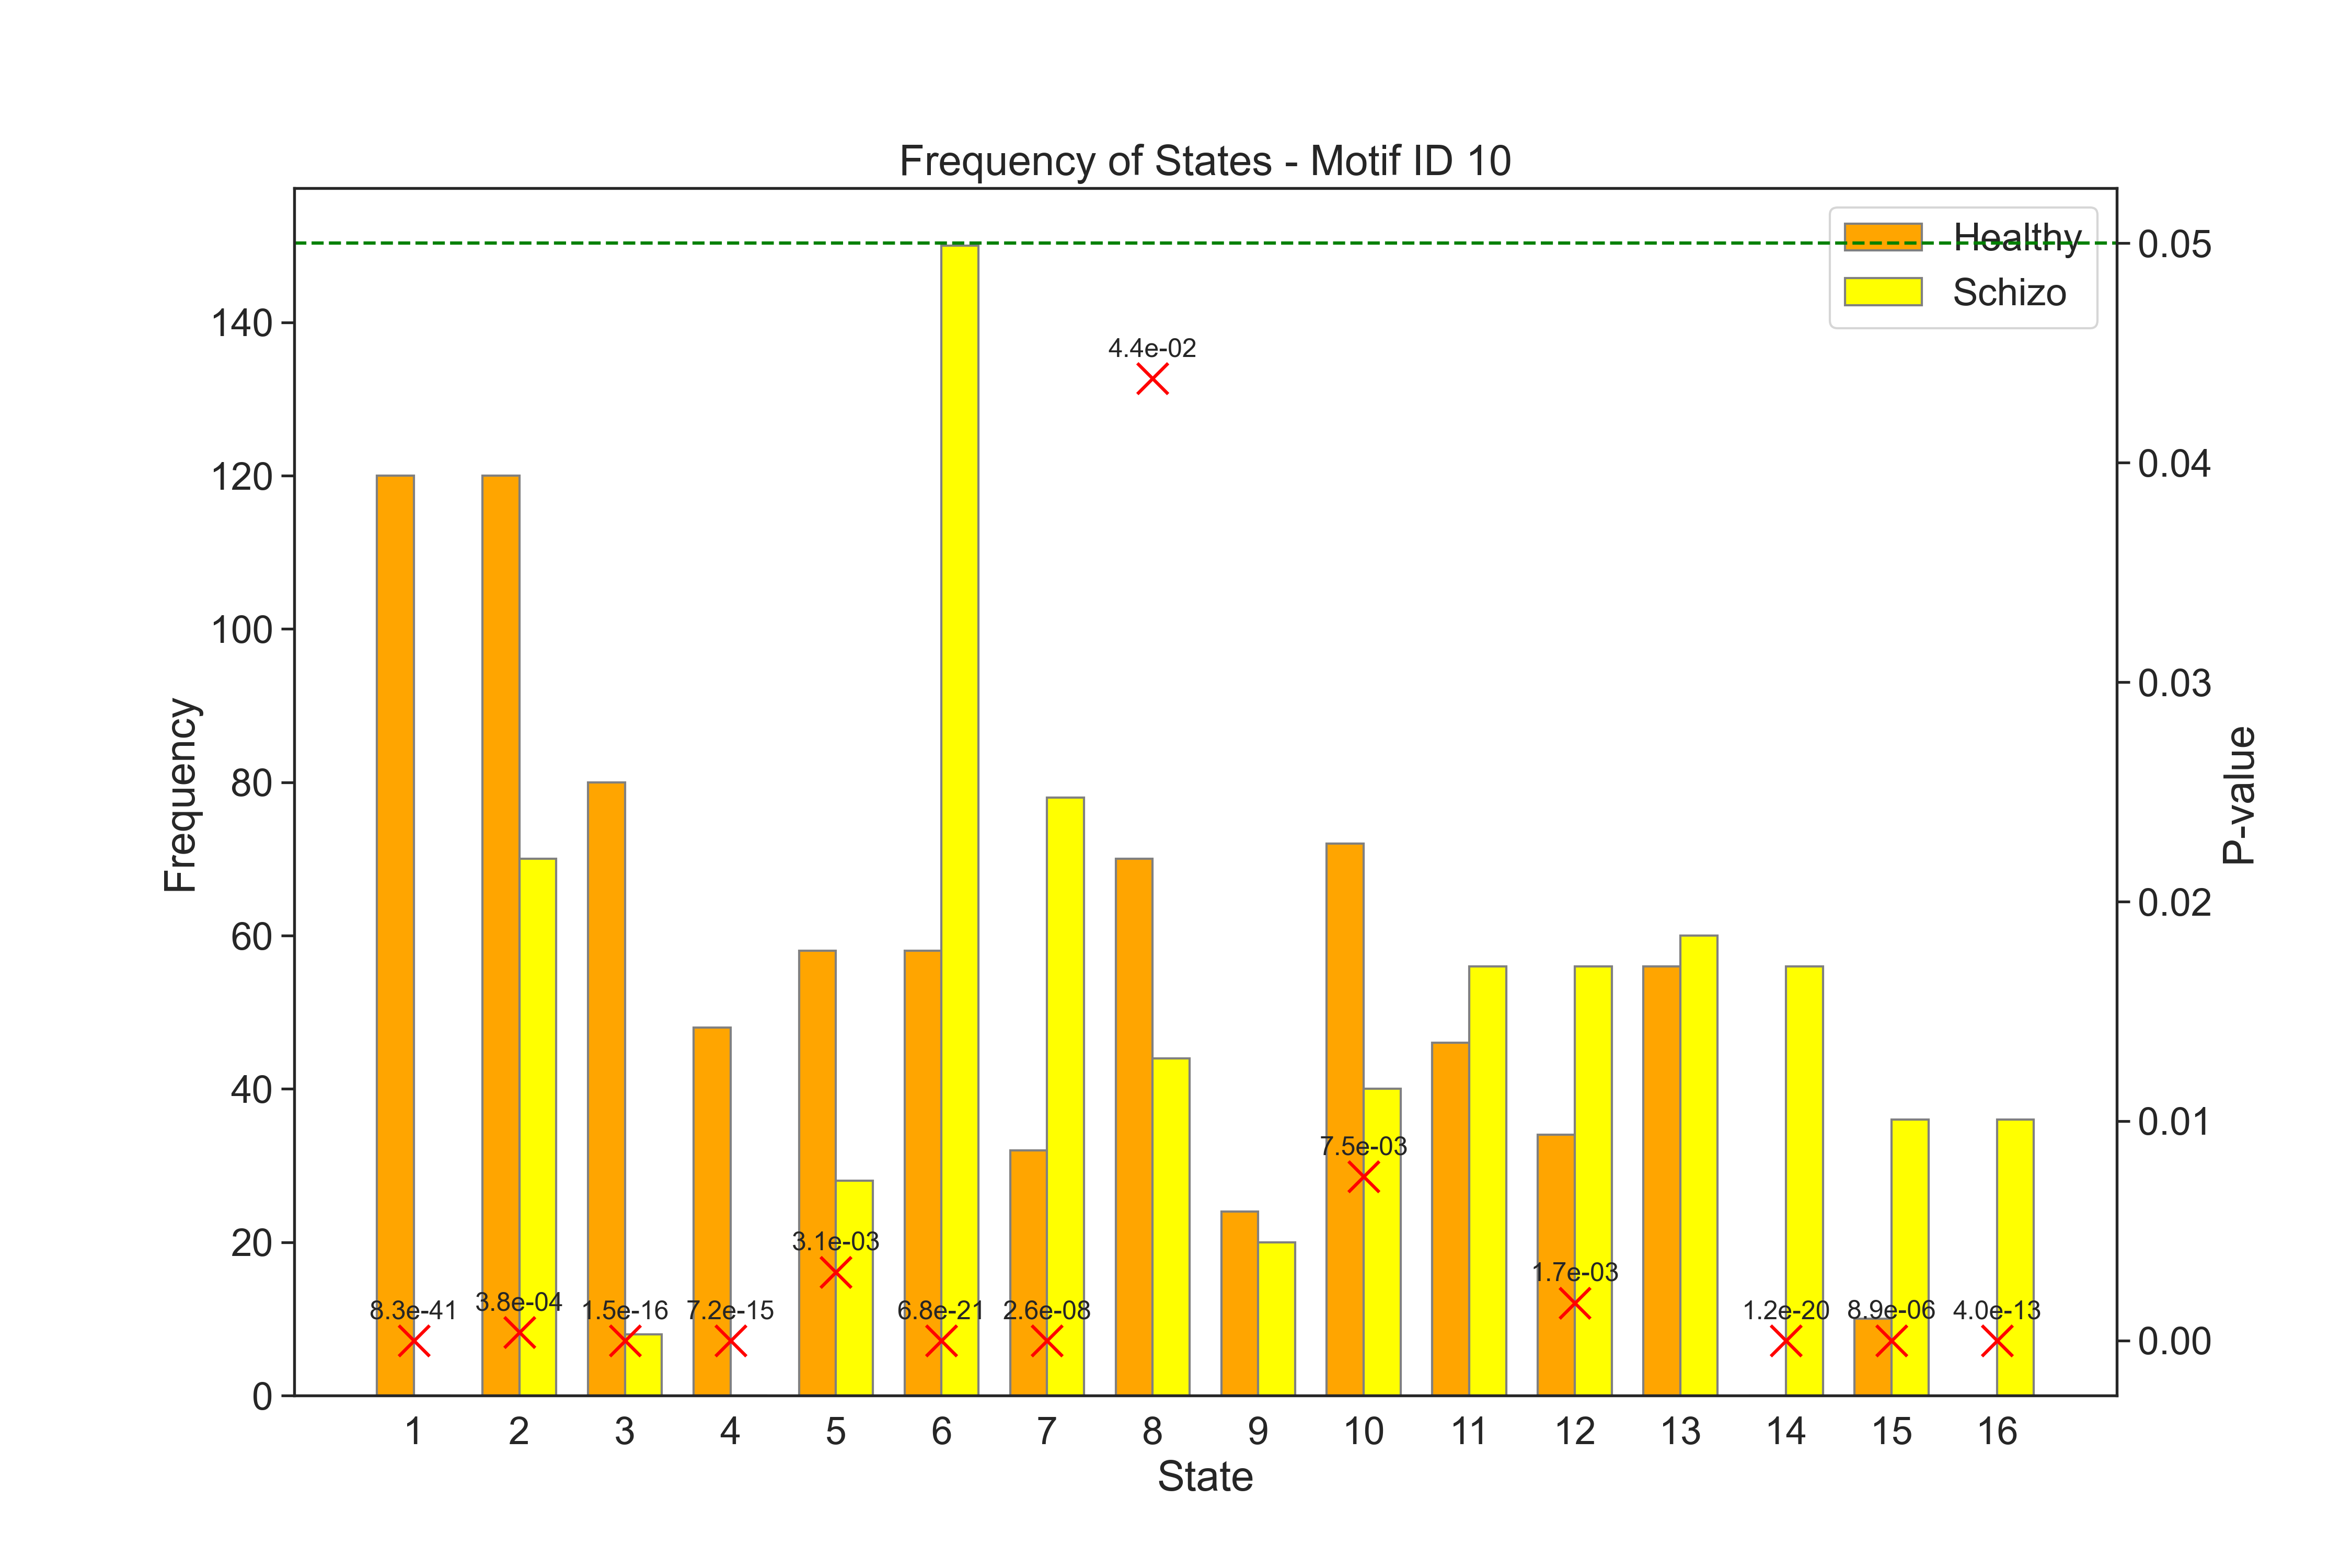 Frequency of States - Motif ID 10
Healthy
Schizo
Frequency
140
120
100
80
60
40
20
0
0.05
0.04
0.03
0.02
0.01
0.00
P-value
4.4e-02
7.5e-03
3.1e-03
1.7e-03
8.3e-41
3.8e-04
1.5e-16
7.2e-15
6.8e-21
2.6e-08
1.2e-20
8.9e-06
4.0e-13
1 2 3 4 5 6 7 8 9 10 11 12 13 14 15 16
State